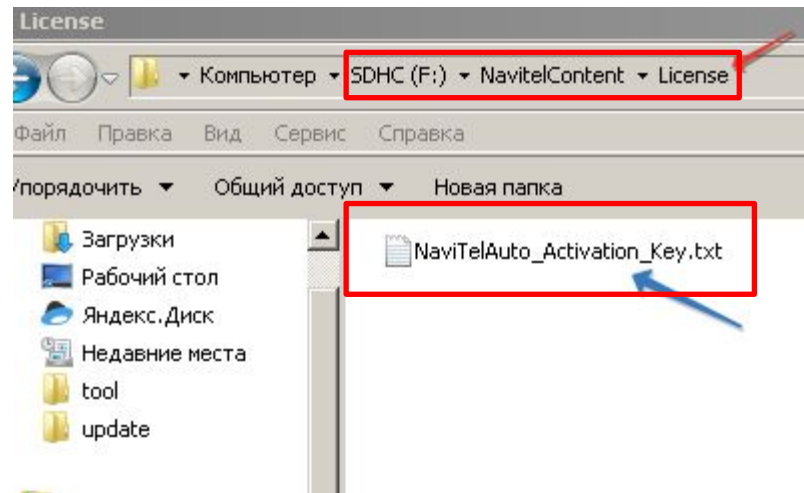 License
Компьютер SDHC (F:) NavitelContent License
Файл Правка Вид Сервис Справка
Упорядочить Общий доступ Новая папка
Загрузки
NaviTelAuto_Activation_Key.txt
Рабочий стол
Яндекс.Диск
Недавние места
tool
update